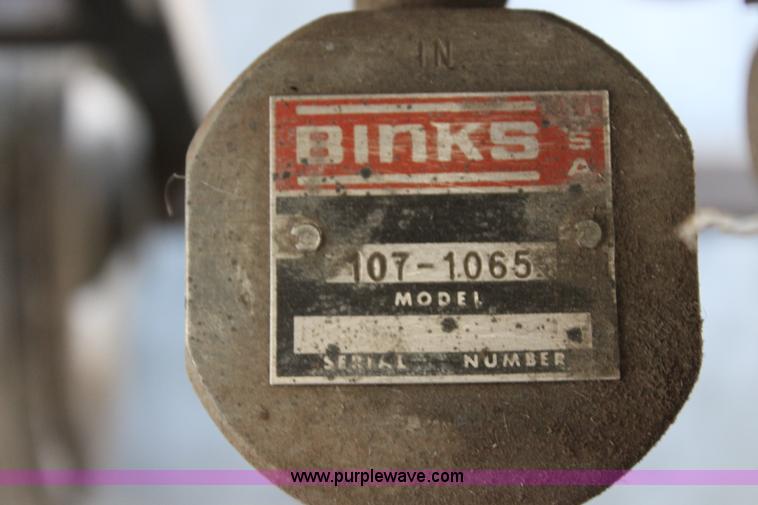 IN
BINKS
USA
107-1065
MODEL
SERIAL NUMBER
www.purplewave.com